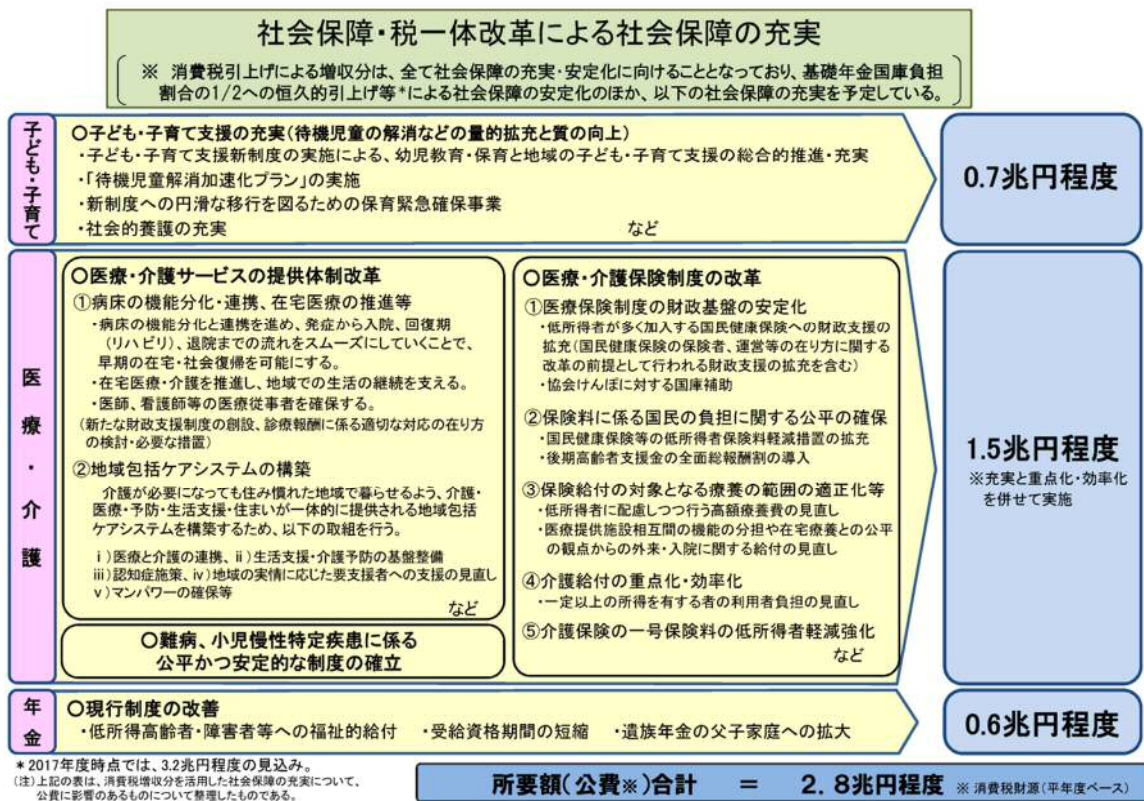 社会保障・税一体改革による社会保障の充実
※ 消費税引上げによる増収分は、全て社会保障の充実・安定化に向けることとなっており、基礎年金国庫負担
割合の1/2への恒久的引上げ等*による社会保障の安定化のほか、以下の社会保障の充実を予定している。
子ども・子育て
○子ども・子育て支援の充実(待機児童の解消などの量的拡充と質の向上)
・子ども・子育て支援新制度の実施による、幼児教育・保育と地域の子ども・子育て支援の総合的推進・充実
・「待機児童解消加速化プラン」の実施
・新制度への円滑な移行を図るための保育緊急確保事業
・社会的養護の充実 など
0.7兆円程度
医療・介護
○医療・介護サービスの提供体制改革
①病床の機能分化・連携、在宅医療の推進等
・病床の機能分化と連携を進め、発症から入院、回復期
(リハビリ)、退院までの流れをスムーズにしていくことで、
早期の在宅・社会復帰を可能にする。
・在宅医療・介護を推進し、地域での生活の継続を支える。
・医師、看護師等の医療従事者を確保する。
(新たな財政支援制度の創設、診療報酬に係る適切な対応の在り方
の検討・必要な措置)
②地域包括ケアシステムの構築
介護が必要になっても住み慣れた地域で暮らせるよう、介護・
医療・予防・生活支援・住まいが一体的に提供される地域包括
ケアシステムを構築するため、以下の取組を行う。
ⅰ)医療と介護の連携、ⅱ)生活支援・介護予防の基盤整備
ⅲ)認知症施策、ⅳ)地域の実情に応じた要支援者への支援の見直し
ⅴ)マンパワーの確保等
など
○難病、小児慢性特定疾患に係る
公平かつ安定的な制度の確立
○医療・介護保険制度の改革
①医療保険制度の財政基盤の安定化
・低所得者が多く加入する国民健康保険への財政支援の
拡充(国民健康保険の保険者、運営等の在り方に関する
改革の前提として行われる財政支援の拡充を含む)
・協会けんぽに対する国庫補助
②保険料に係る国民の負担に関する公平の確保
・国民健康保険等の低所得者保険料軽減措置の拡充
・後期高齢者支援金の全面総報酬割の導入
③保険給付の対象となる療養の範囲の適正化等
・低所得者に配慮しつつ行う高額療養費の見直し
・医療提供施設相互間の機能の分担や在宅療養との公平
の観点からの外来・入院に関する給付の見直し
④介護給付の重点化・効率化
・一定以上の所得を有する者の利用者負担の見直し
⑤介護保険の一号保険料の低所得者軽減強化
など
1.5兆円程度
※充実と重点化・効率化
を併せて実施
年金
○現行制度の改善
・低所得高齢者・障害者等への福祉的給付 ・受給資格期間の短縮 ・遺族年金の父子家庭への拡大
0.6兆円程度
*2017年度時点では、3.2兆円程度の見込み。
(注)上記の表は、消費税増収分を活用した社会保障の充実について、
公費に影響のあるものについて整理したものである。
所要額(公費※)合計 = 2.8兆円程度 ※ 消費税財源(平年度ベース)